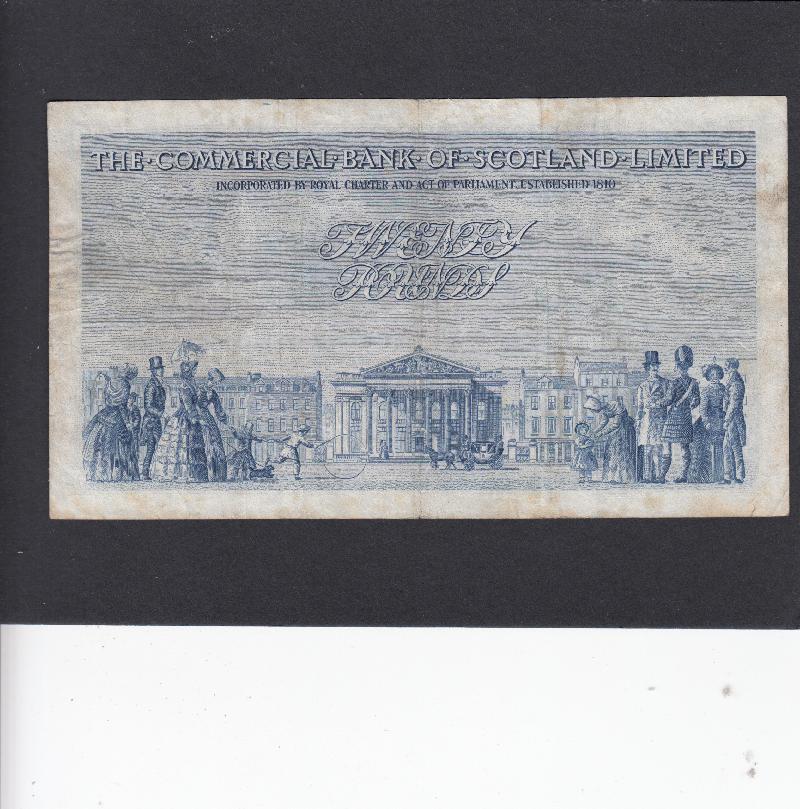 THE·COMMERCIAL·BANK·OF·SCOTLAND·LIMITED
INCORPORATED BY ROYAL CHARTER AND ACT OF PARLIAMENT. ESTABLISHED 1810
TWENTY
POUNDS